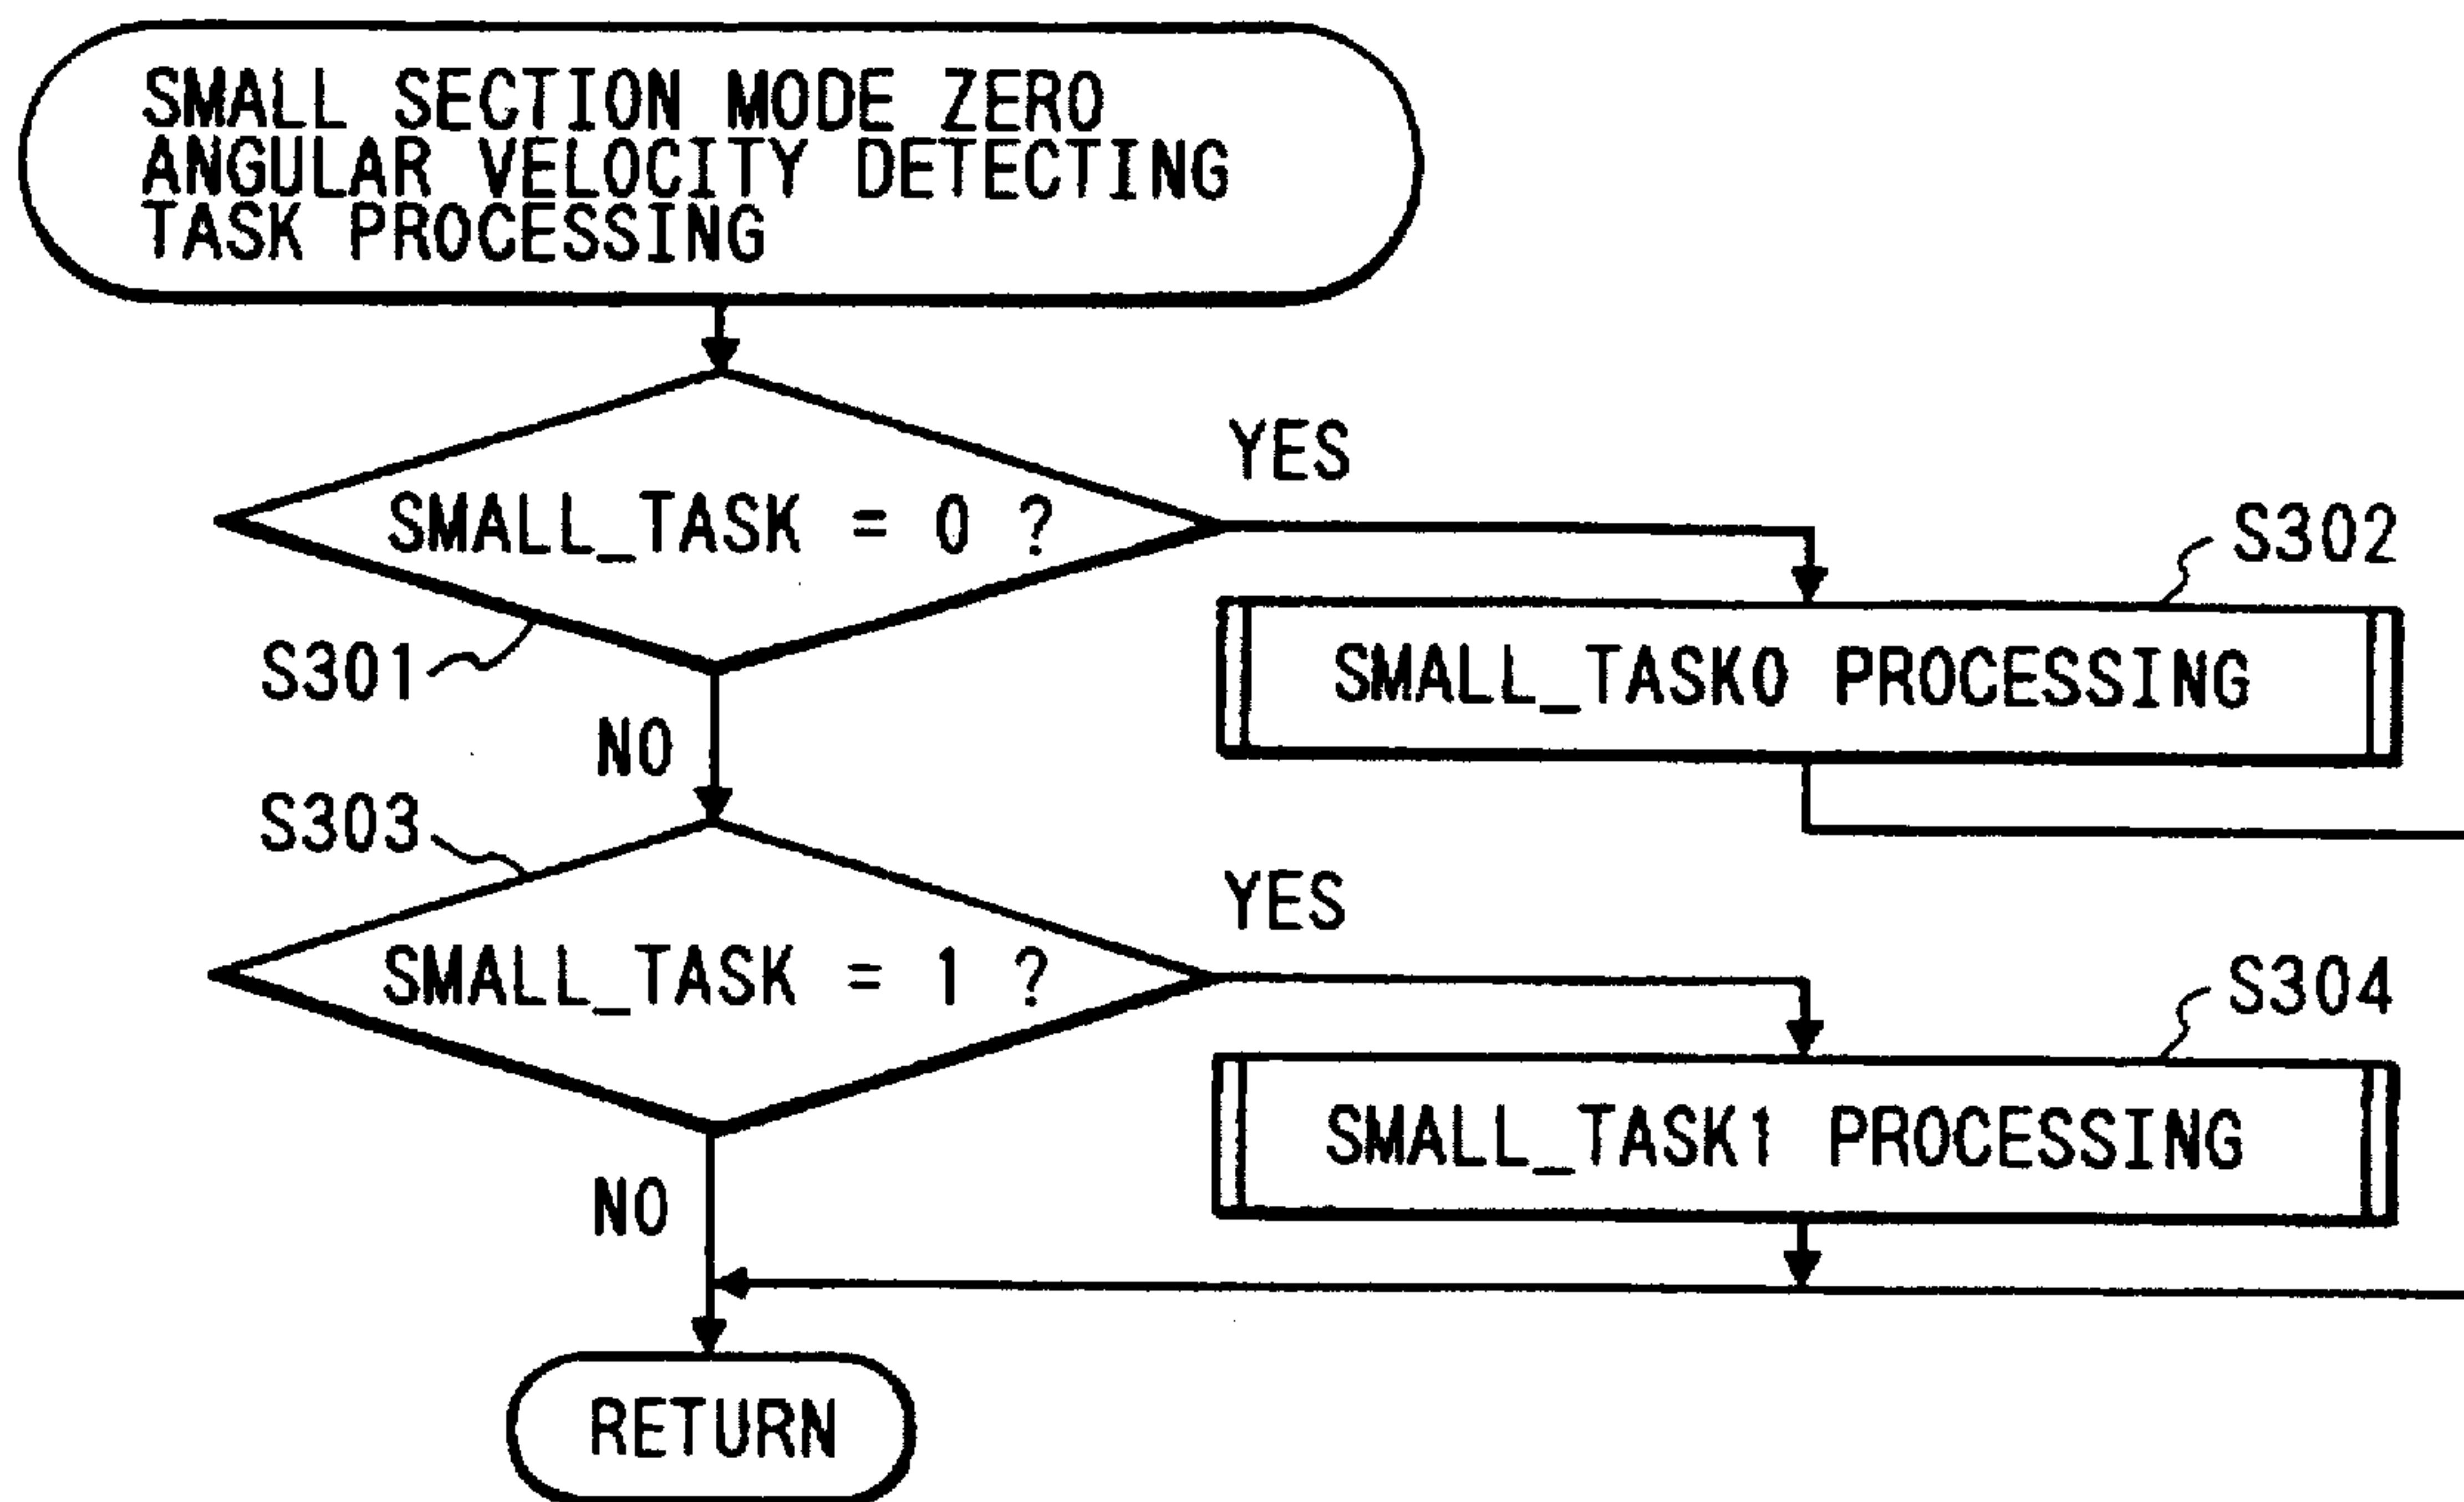 SMALL SECTION MODE ZERO
ANGULAR VELOCITY DETECTING
TASK PROCESSING
YES
SMALL_TASK = 0 ?
S302
S301
SMALL_TASK0 PROCESSING
NO
S303
YES
SMALL_TASK = 1 ?
S304
SMALL_TASK1 PROCESSING
NO
RETURN